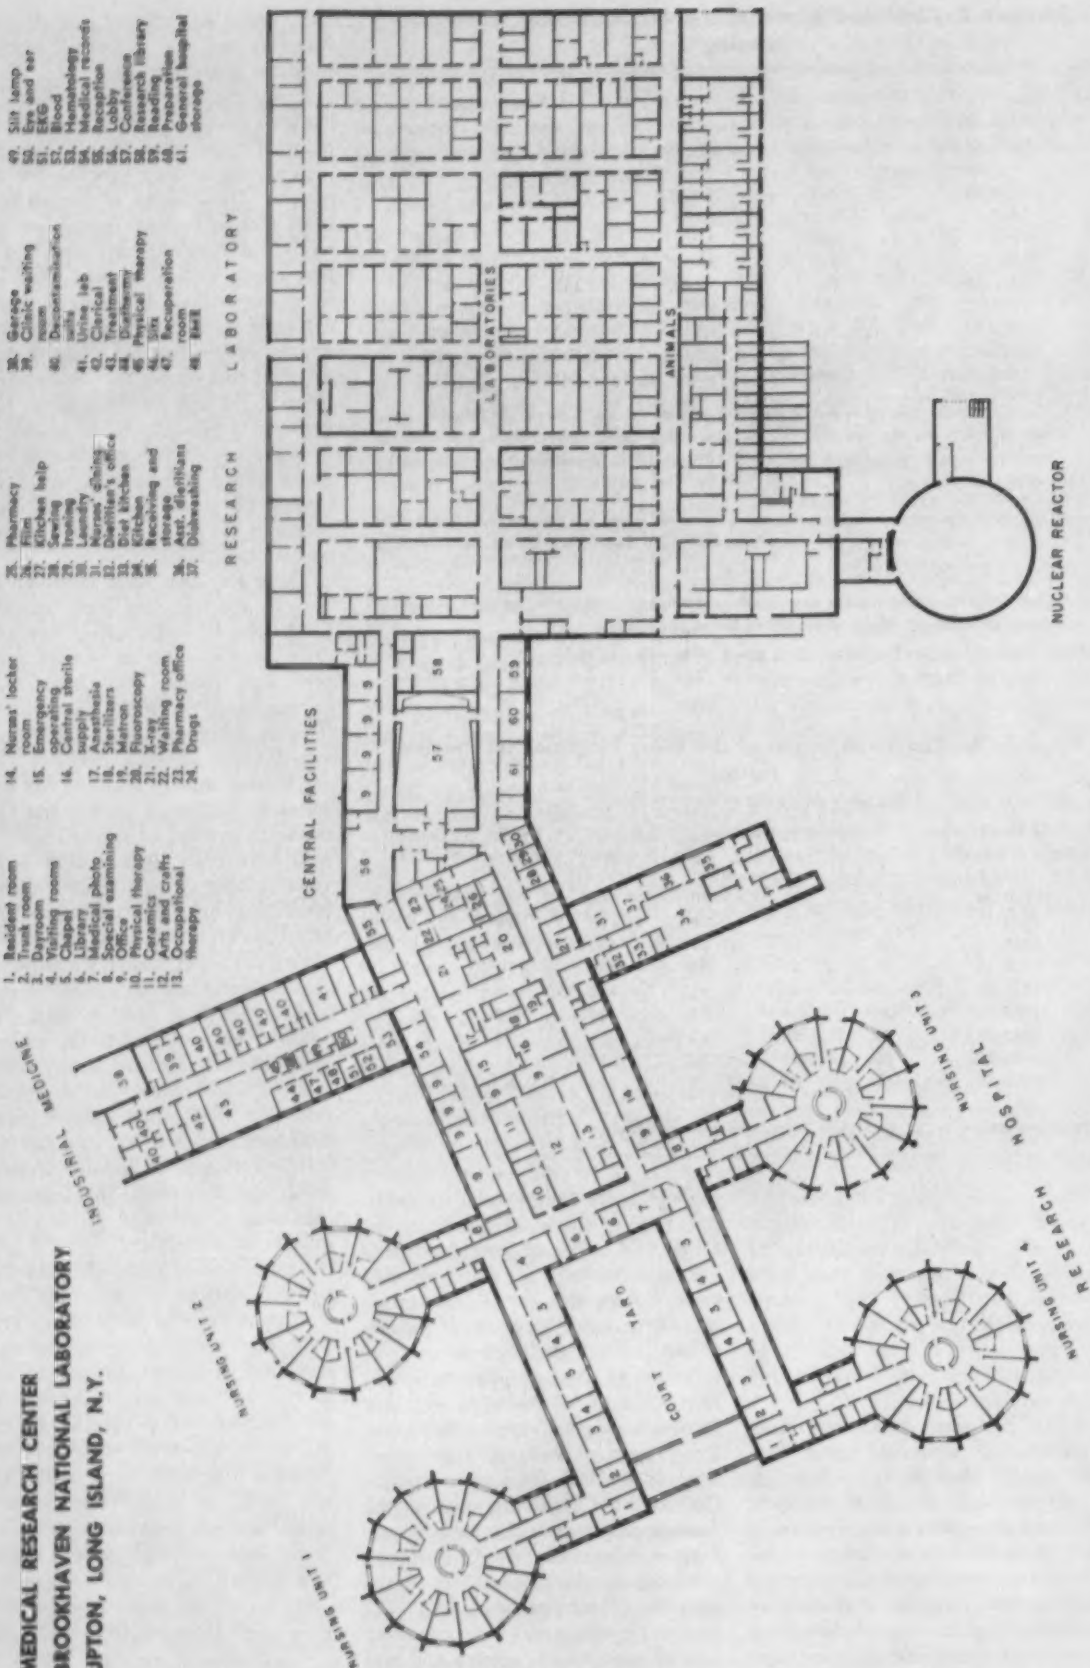 MEDICAL RESEARCH CENTER
BROOKHAVEN NATIONAL LABORATORY
UPTON, LONG ISLAND, N.Y.
1. Resident room
2. Trunk room
3. Dayroom
4. Visiting rooms
5. Chapel
6. Library
7. Medical photo
8. Special examining
9. Office
10. Physical therapy
11. Ceramics
12. Arts and crafts
13. Occupational
therapy
14. Nurses' locker
room
15. Emergency
operating
16. Central sterile
supply
17. Anesthesia
18. Sterilizers
19. Matron
20. Fluoroscopy
21. X-ray
22. Waiting room
23. Pharmacy office
24. Drugs
25. Pharmacy
26. Film
27. Kitchen help
28. Sewing
29. Ironing
30. Laundry
31. Nurses' dining
32. Dietitian's office
33. Diet kitchen
34. Kitchen
35. Receiving and
storage
36. Asst. dietitians
37. Dishwashing
38. Garage
39. Clinic waiting
room
40. Decontamination
units
41. Urine lab
42. Clerical
43. Treatment
44. Diathermy
45 Physical therapy
46. Sitz
47. Recuperation
room
48. BMR
49. Slit lamp
50. Eye and ear
51. EKG
52. Blood
53. Hematology
54. Medical records
55. Reception
56. Lobby
57. Conference
58. Research library
59. Reading
60. Preparation
61. General hospital
storage
INDUSTRIAL MEDICINE
CENTRAL FACILITIES
RESEARCH LABORATORY
LABORATORIES
ANIMALS
NUCLEAR REACTOR
NURSING UNIT 1
NURSING UNIT 2
NURSING UNIT 3
NURSING UNIT 4
RESEARCH HOSPITAL
COURT YARD